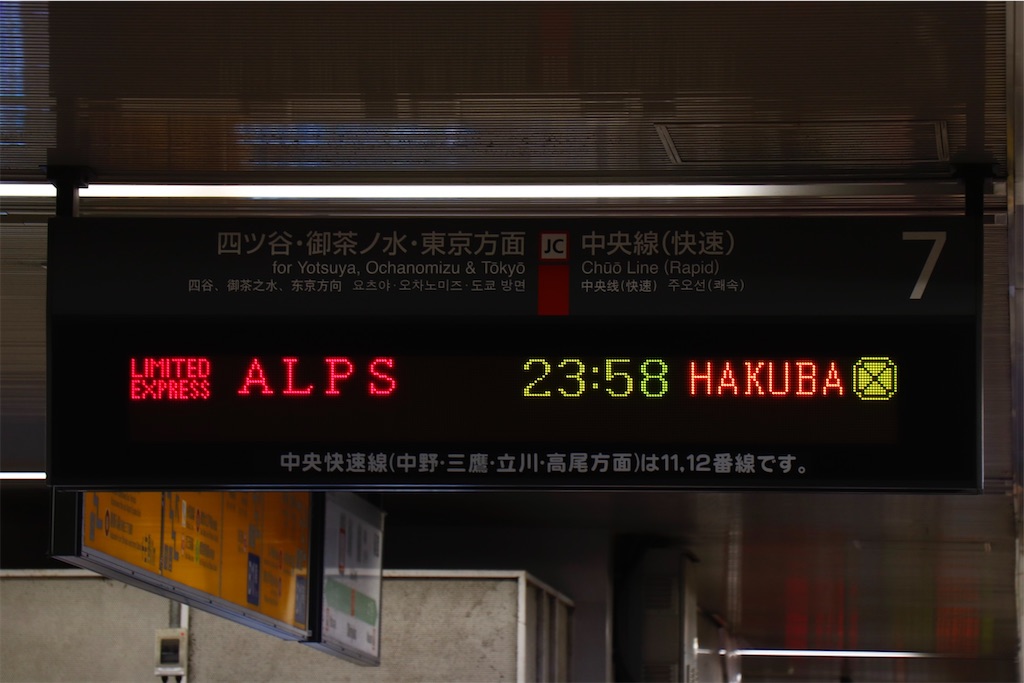 四ツ谷・御茶ノ水・東京方面 JC 中央線(快速) 7
for Yotsuya, Ochanomizu & Tōkyō Chūō Line (Rapid)
四谷、御茶之水、东京方向 요츠야·오차노미즈·도쿄 방면 中央线(快速) 주오선(쾌속)
LIMITED EXPRESS ALPS 23:58 HAKUBA
中央快速線(中野・三鷹・立川・高尾方面)は11,12番線です。